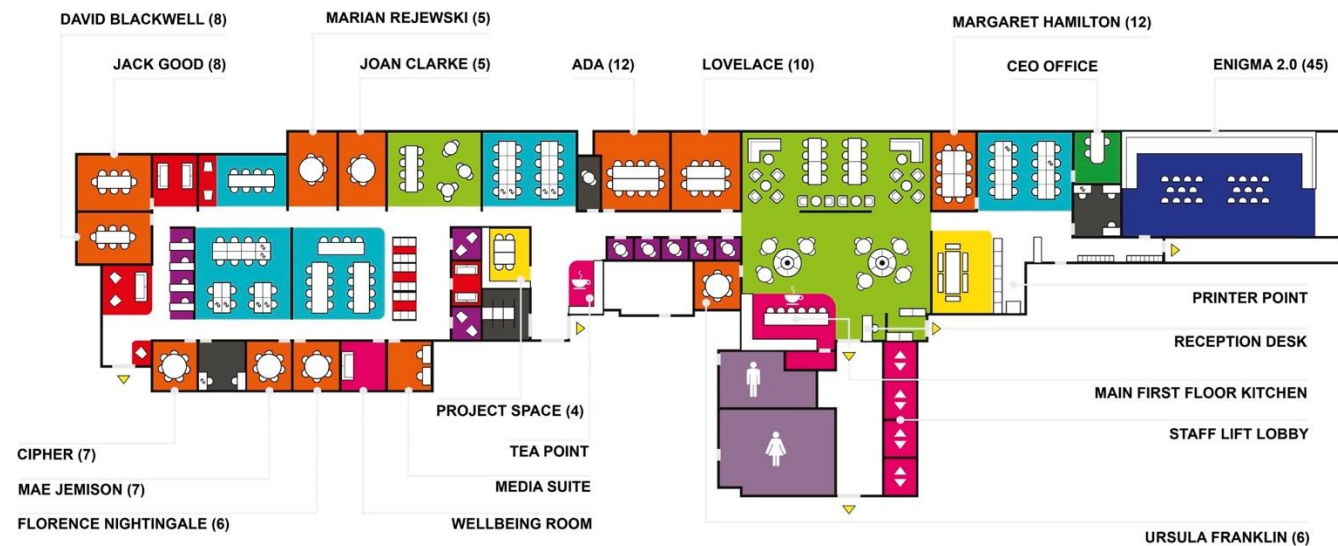 DAVID BLACKWELL (8)
MARIAN REJEWSKI (5)
MARGARET HAMILTON (12)
JACK GOOD (8)
JOAN CLARKE (5)
ADA (12)
LOVELACE (10)
CEO OFFICE
ENIGMA 2.0 (45)
PRINTER POINT
RECEPTION DESK
MAIN FIRST FLOOR KITCHEN
STAFF LIFT LOBBY
PROJECT SPACE (4)
TEA POINT
MEDIA SUITE
WELLBEING ROOM
CIPHER (7)
MAE JEMISON (7)
FLORENCE NIGHTINGALE (6)
URSULA FRANKLIN (6)